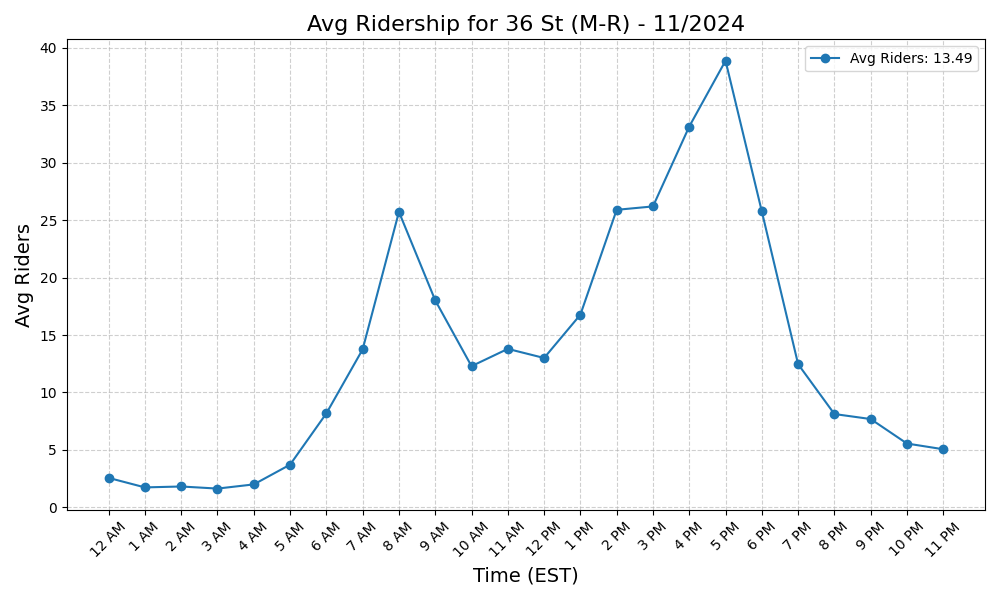 Avg Ridership for 36 St (M-R) - 11/2024
Avg Riders: 13.49
Avg Riders
40
35
30
25
20
15
10
5
0
12 AM
1 AM
2 AM
3 AM
4 AM
5 AM
6 AM
7 AM
8 AM
9 AM
10 AM
11 AM
12 PM
1 PM
2 PM
3 PM
4 PM
5 PM
6 PM
7 PM
8 PM
9 PM
10 PM
11 PM
Time (EST)